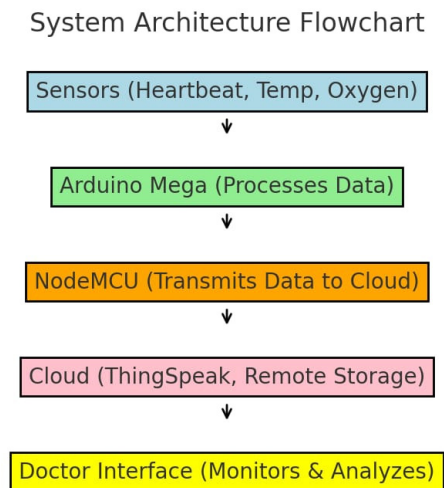 System Architecture Flowchart
Sensors (Heartbeat, Temp, Oxygen)
Arduino Mega (Processes Data)
NodeMCU (Transmits Data to Cloud)
Cloud (ThingSpeak, Remote Storage)
Doctor Interface (Monitors & Analyzes)